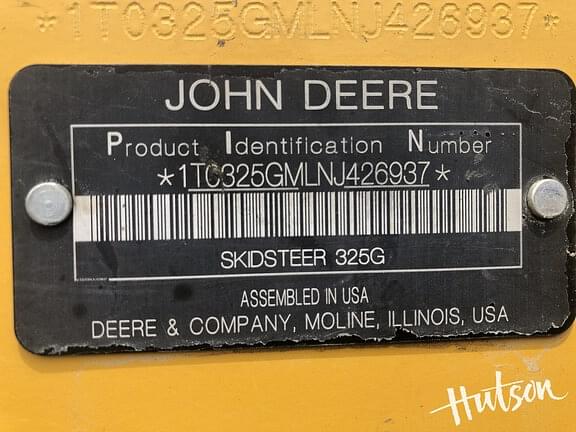 *1T0325GMLNJ426937*
JOHN DEERE
Product Identification Number
*1T0325GMLNJ426937*
SKIDSTEER 325G
ASSEMBLED IN USA
DEERE & COMPANY, MOLINE, ILLINOIS, USA
Hutson